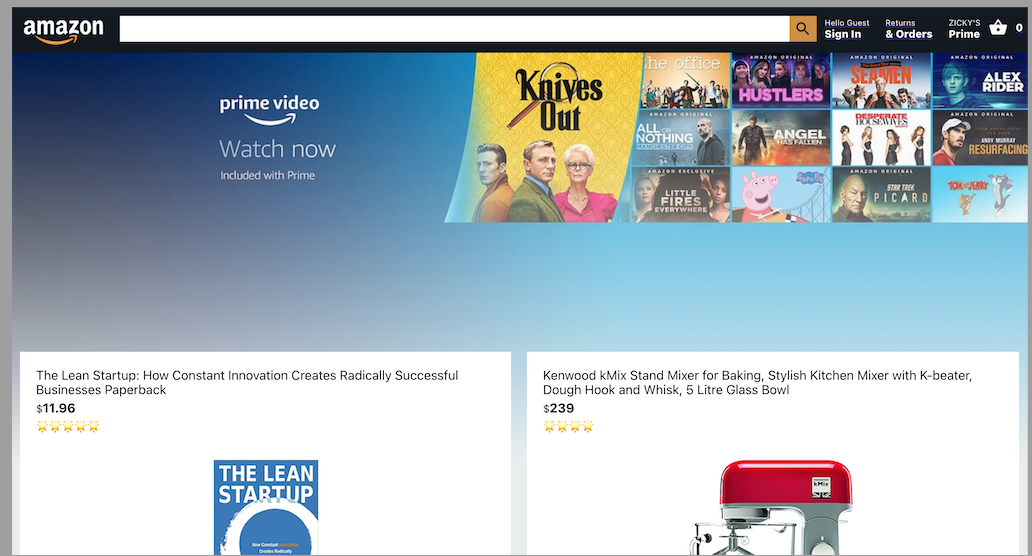 amazon
Hello Guest
Sign In
Returns
& Orders
ZICKY'S
Prime
0
prime video
Watch now
Included with Prime
Knives
Out
he office
AMAZON ORIGINAL
HUSTLERS
AMAZON ORIGINAL
SEAMEN
AMAZON ORIGINAL
ALEX
RIDER
AMAZON ORIGINAL
ALL OR
NOTHING
MANCHESTER CITY
ANGEL
HAS FALLEN
DESPERATE
HOUSEWIVES
AMAZON ORIGINAL
ANDY MURRAY
RESURFACING
AMAZON EXCLUSIVE
LITTLE
FIRES
EVERYWHERE
Peppa Pig
AMAZON ORIGINAL
STAR TREK
PICARD
TOM and JERRY
The Lean Startup: How Constant Innovation Creates Radically Successful
Businesses Paperback
$11.96
THE LEAN
STARTUP
How Constant Innovation
Creates Radically
Kenwood kMix Stand Mixer for Baking, Stylish Kitchen Mixer with K-beater,
Dough Hook and Whisk, 5 Litre Glass Bowl
$239
kMix